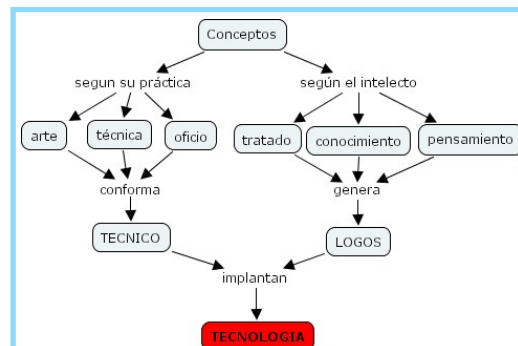 Conceptos
segun su práctica
según el intelecto
arte
técnica
oficio
tratado
conocimiento
pensamiento
conforma
genera
TECNICO
LOGOS
implantan
TECNOLOGIA